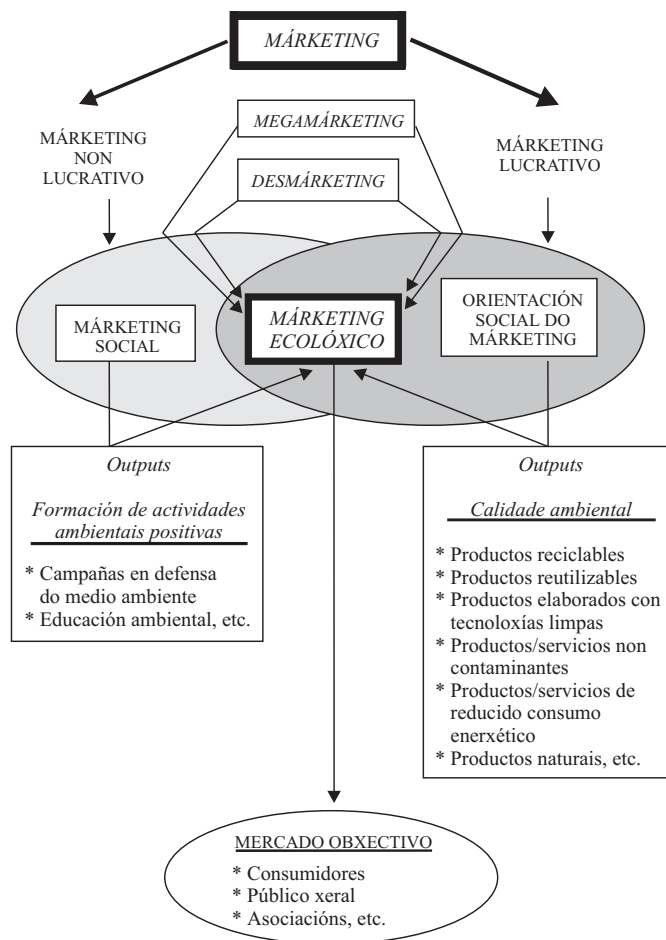 MÁRKETING
MÁRKETING
NON
LUCRATIVO
MEGAMÁRKETING
DESMÁRKETING
MÁRKETING
LUCRATIVO
MÁRKETING
SOCIAL
MÁRKETING
ECOLÓXICO
ORIENTACIÓN
SOCIAL DO
MÁRKETING
Outputs
Formación de actividades
ambientais positivas
* Campañas en defensa
do medio ambiente
* Educación ambiental, etc.
Outputs
Calidade ambiental
* Productos reciclables
* Productos reutilizables
* Productos elaborados con
tecnoloxías limpas
* Productos/servicios non
contaminantes
* Productos/servicios de
reducido consumo
enerxético
* Productos naturais, etc.
MERCADO OBXECTIVO
* Consumidores
* Público xeral
* Asociacións, etc.